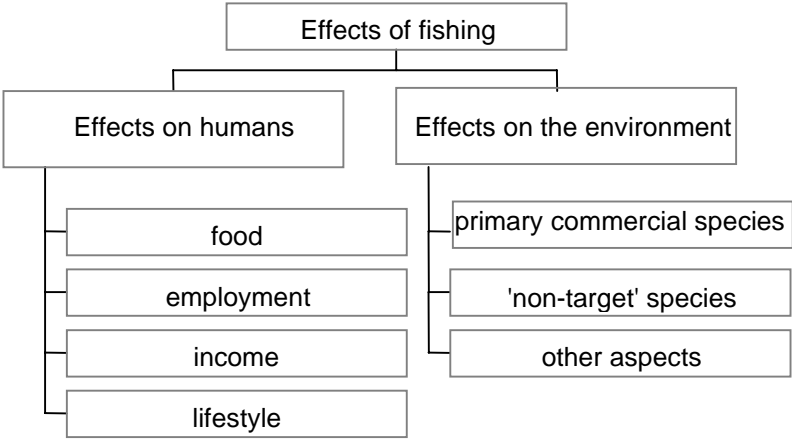 Effects of fishing
Effects on humans
food
employment
income
lifestyle
Effects on the environment
primary commercial species
'non-target' species
other aspects